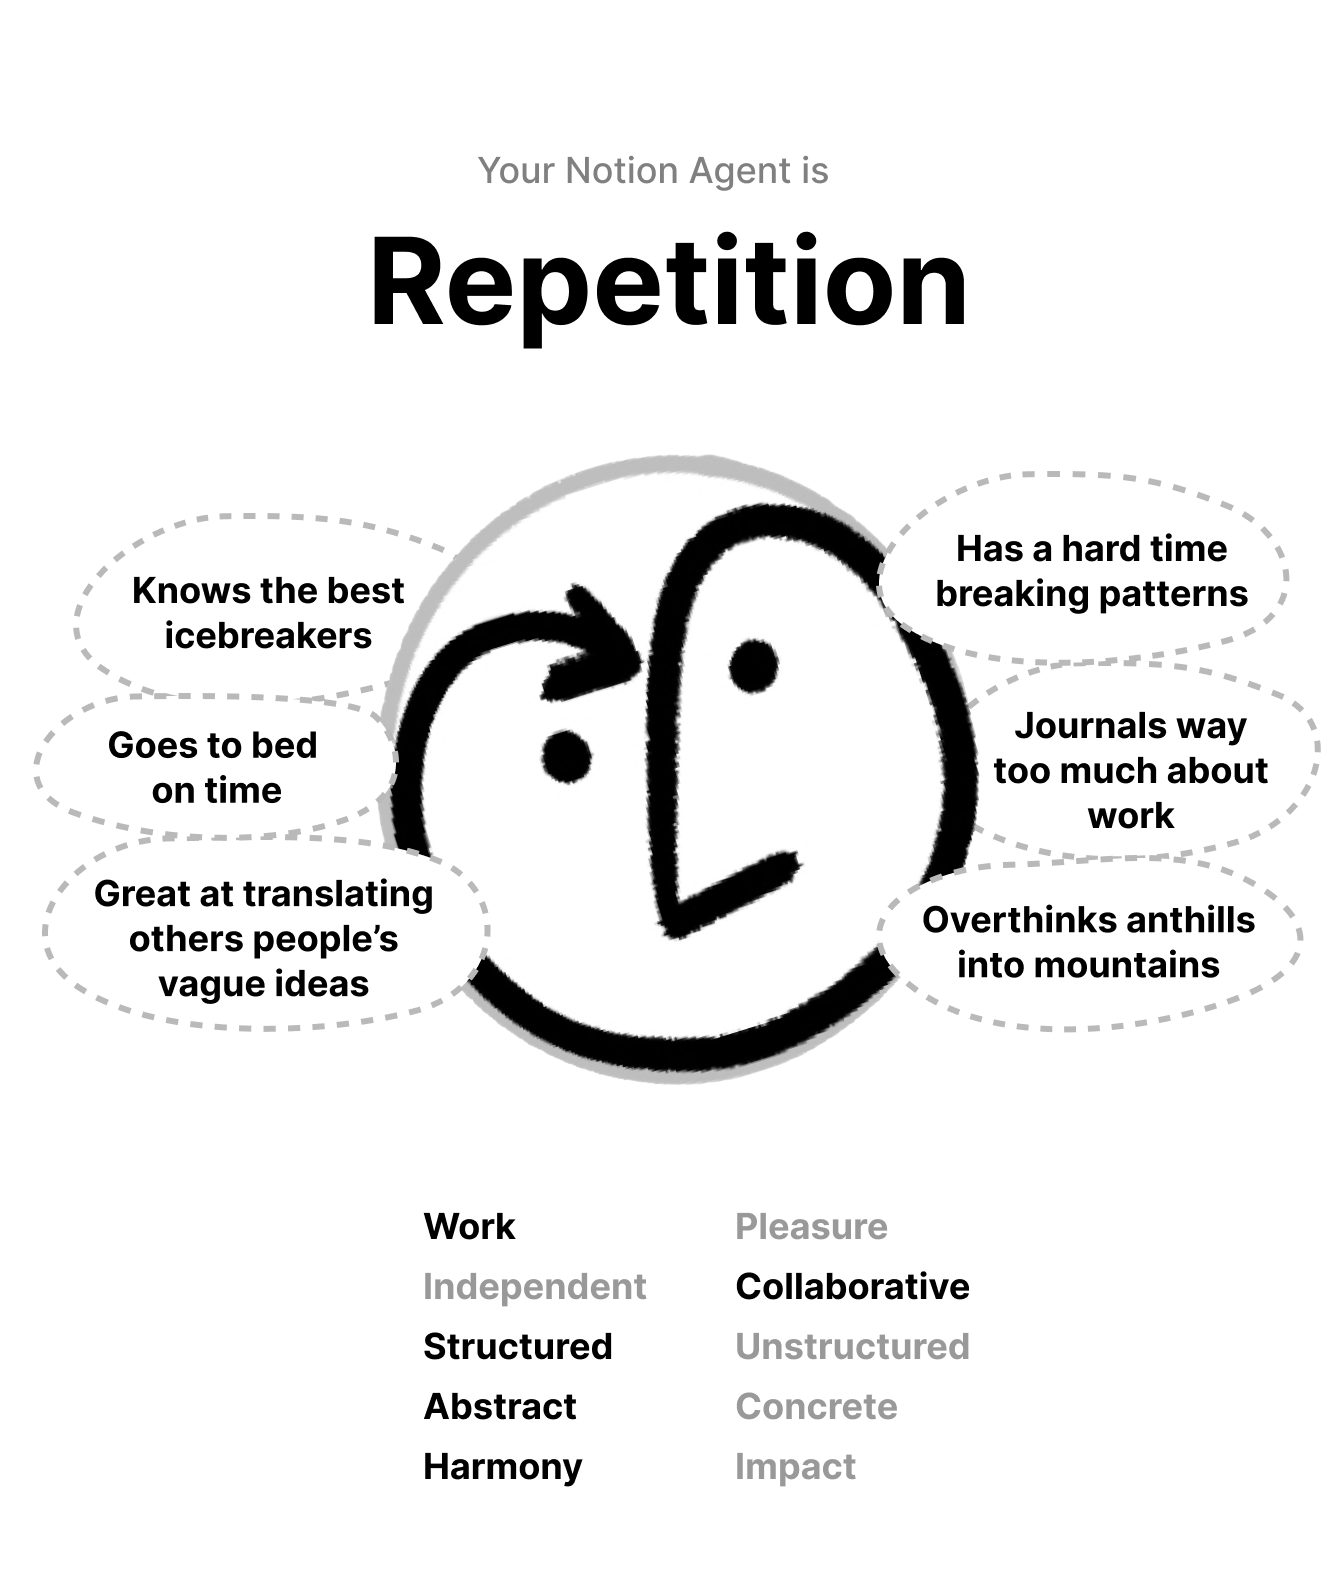 Your Notion Agent is
Repetition
Knows the best
icebreakers
Goes to bed
on time
Great at translating
others people’s
vague ideas
Has a hard time
breaking patterns
Journals way
too much about
work
Overthinks anthills
into mountains
Work Pleasure
Independent Collaborative
Structured Unstructured
Abstract Concrete
Harmony Impact